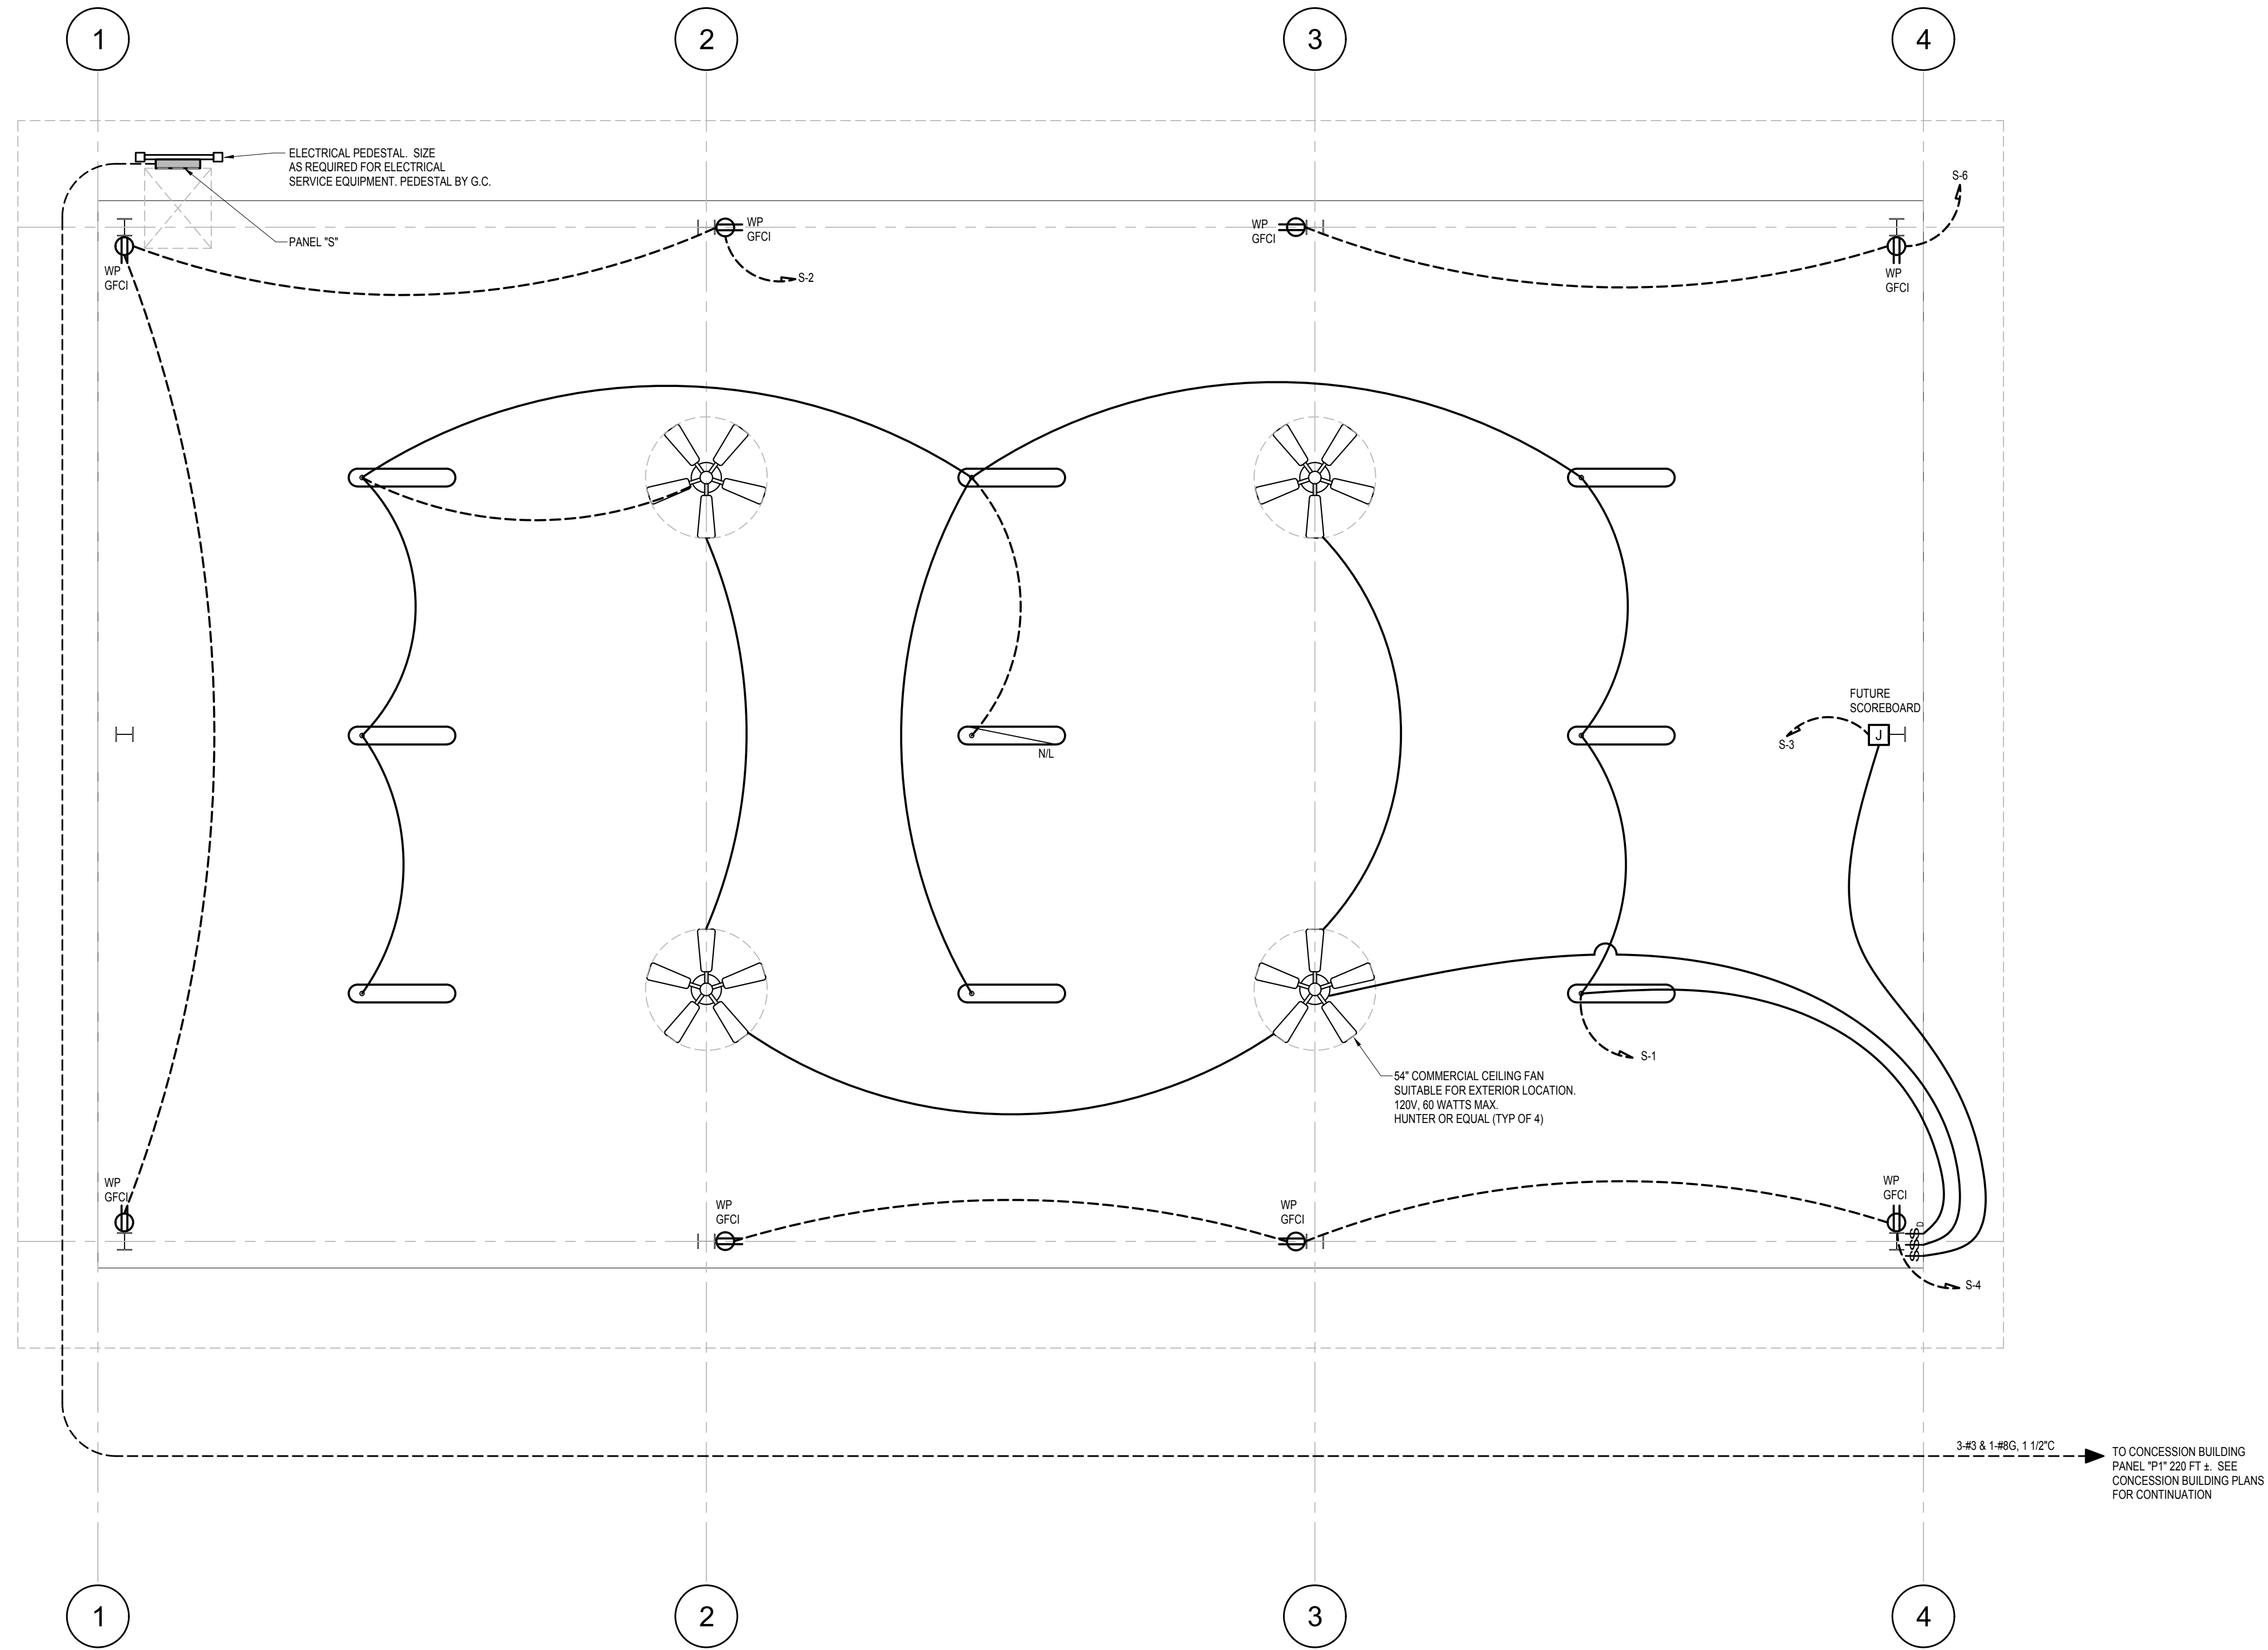 1
2
3
4
ELECTRICAL PEDESTAL. SIZE
AS REQUIRED FOR ELECTRICAL
SERVICE EQUIPMENT. PEDESTAL BY G.C.
PANEL "S"
WP
GFCI
WP
GFCI
S-2
WP
GFCI
S-6
WP
GFCI
FUTURE
SCOREBOARD
J
S-3
N/L
S-1
54" COMMERCIAL CEILING FAN
SUITABLE FOR EXTERIOR LOCATION.
120V, 60 WATTS MAX.
HUNTER OR EQUAL (TYP OF 4)
WP
GFCI
WP
GFCI
WP
GFCI
WP
GFCI
$$$D
S-4
3-#3 & 1-#8G, 1 1/2"C
TO CONCESSION BUILDING
PANEL "P1" 220 FT ±. SEE
CONCESSION BUILDING PLANS
FOR CONTINUATION
1
2
3
4